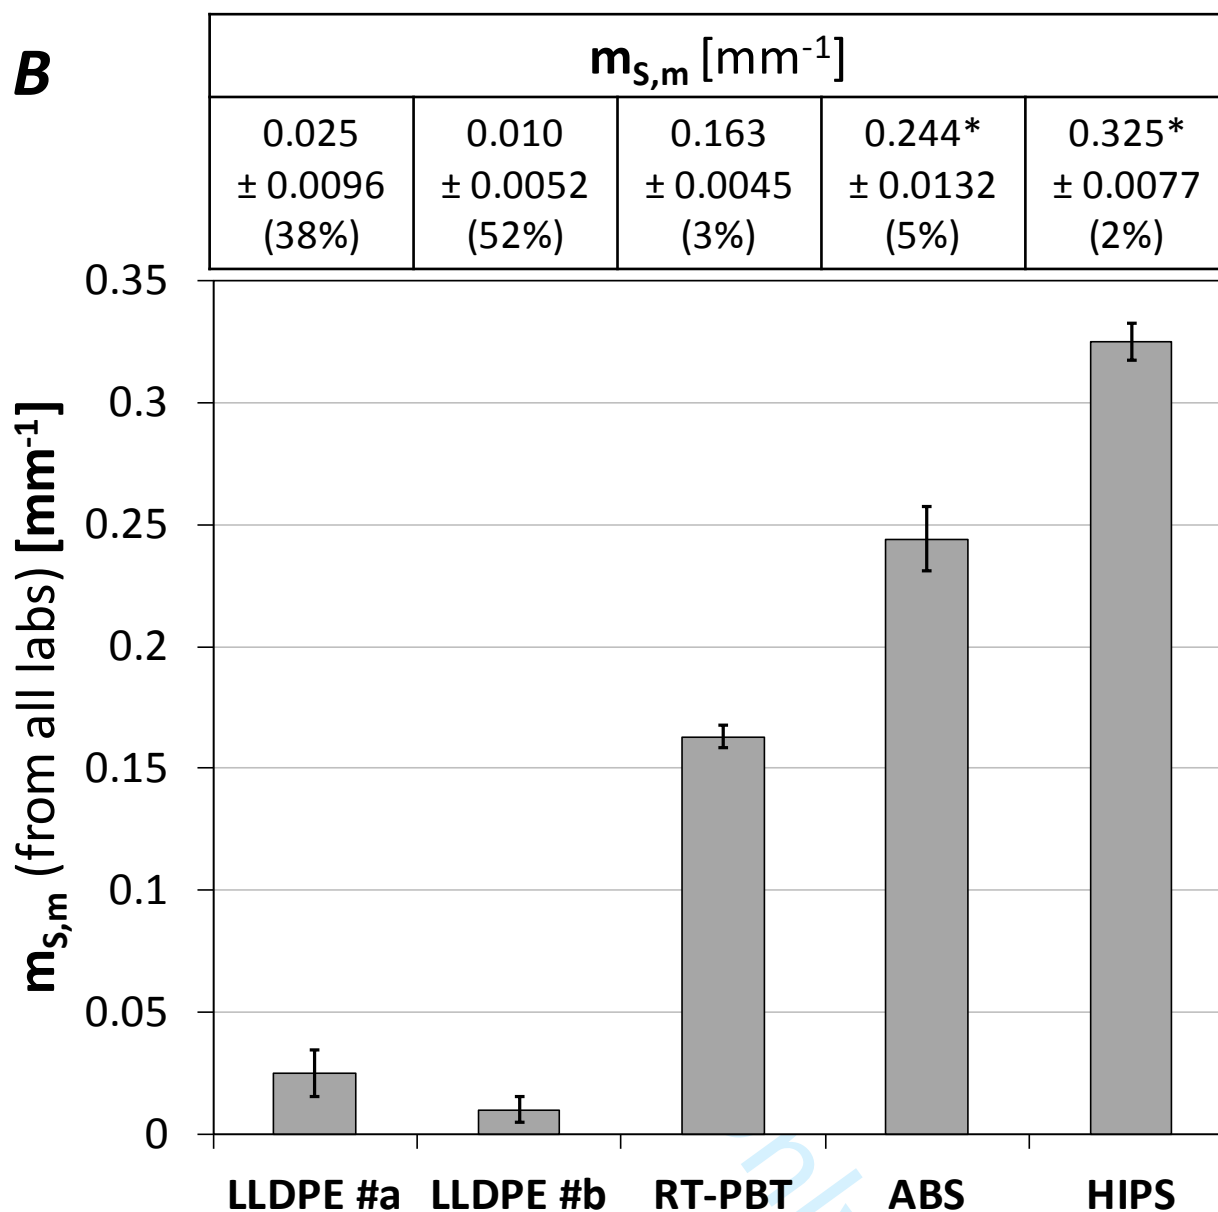 B
m_S,m [mm⁻¹]
0.025 0.010 0.163 0.244* 0.325*
± 0.0096 ± 0.0052 ± 0.0045 ± 0.0132 ± 0.0077
(38%) (52%) (3%) (5%) (2%)
m_S,m (from all labs) [mm⁻¹]
0.35
0.3
0.25
0.2
0.15
0.1
0.05
0
LLDPE #a LLDPE #b RT-PBT ABS HIPS